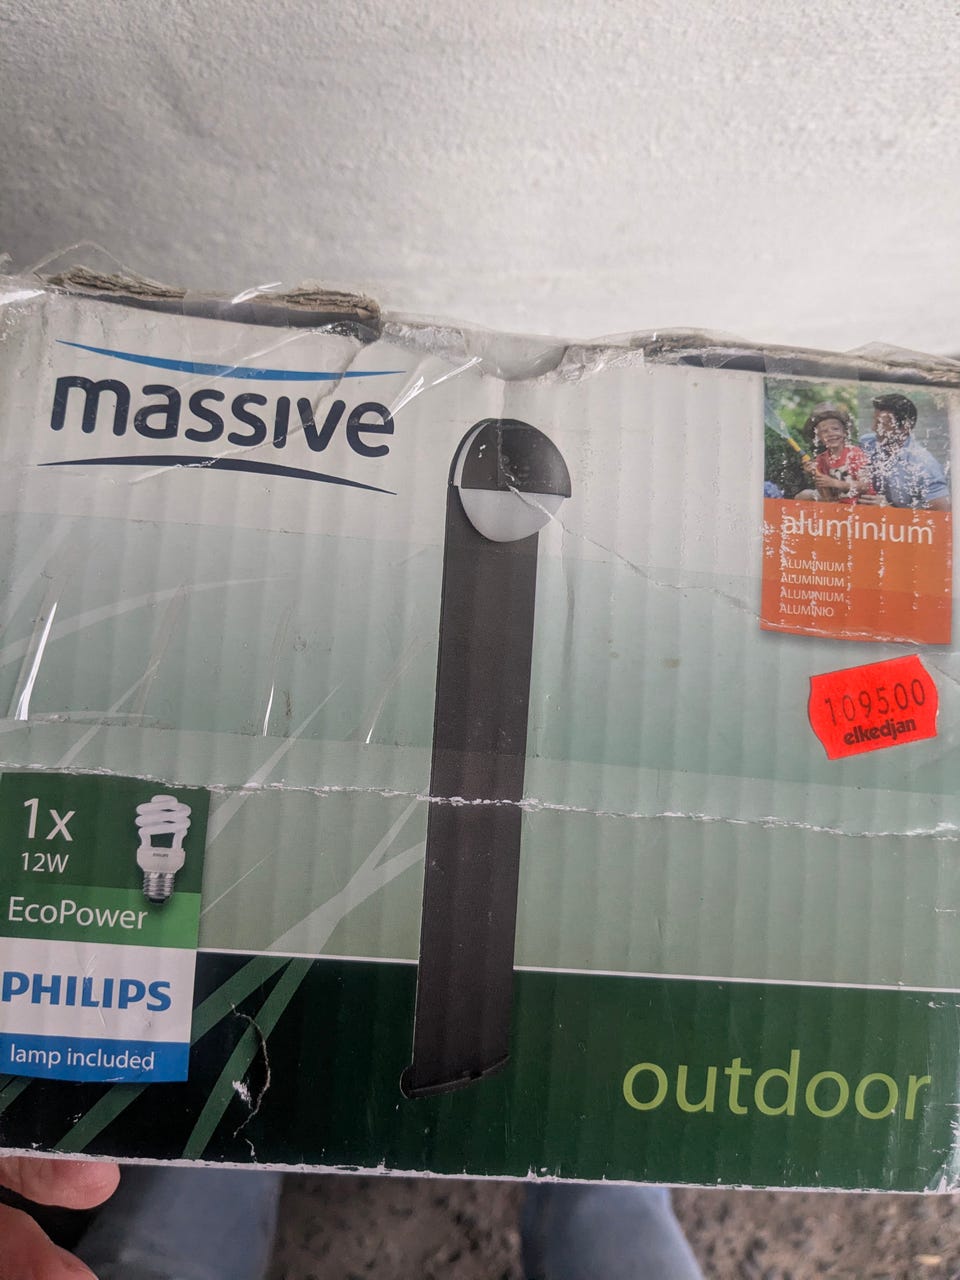 massive
aluminium
ALUMINIUM
ALUMINIUM
ALUMINIUM
ALUMINIO
1095.00
elkedjan
1x
12W
EcoPower
PHILIPS
lamp included
outdoor